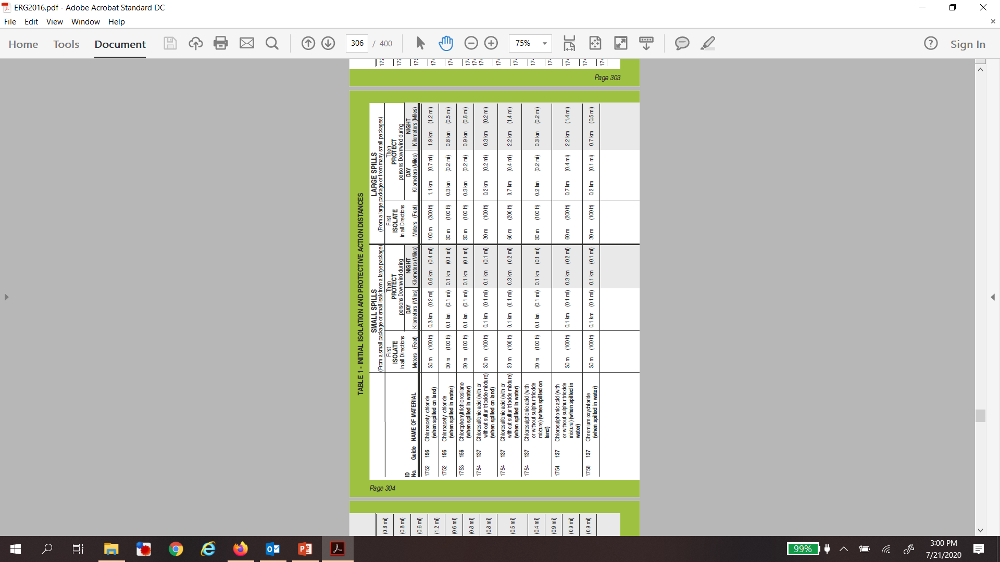 ERG2016.pdf - Adobe Acrobat Standard DC
File Edit View Window Help
Home Tools Document 306 / 400 75% Sign In
Page 303
TABLE 1 - INITIAL ISOLATION AND PROTECTIVE ACTION DISTANCES
SMALL SPILLS
(From a small package or small leak from a large package)
LARGE SPILLS
(From a large package or from many small packages)
First
ISOLATE
in all Directions
Meters (Feet)
Then
PROTECT
persons Downwind during
DAY
Kilometers (Miles)
NIGHT
Kilometers (Miles)
First
ISOLATE
in all Directions
Meters (Feet)
Then
PROTECT
persons Downwind during
DAY
Kilometers (Miles)
NIGHT
Kilometers (Miles)
ID
No. Guide NAME OF MATERIAL
1752 156 Chloroacetyl chloride 30 m (100 ft) 0.3 km (0.2 mi) 0.6 km (0.4 mi) 100 m (300 ft) 1.1 km (0.7 mi) 1.9 km (1.2 mi)
(when spilled on land)
1752 156 Chloroacetyl chloride 30 m (100 ft) 0.1 km (0.1 mi) 0.1 km (0.1 mi) 30 m (100 ft) 0.3 km (0.2 mi) 0.8 km (0.5 mi)
(when spilled in water)
1753 156 Chlorophenyltrichlorosilane 30 m (100 ft) 0.1 km (0.1 mi) 0.1 km (0.1 mi) 30 m (100 ft) 0.3 km (0.2 mi) 0.9 km (0.6 mi)
(when spilled in water)
1754 137 Chlorosulfonic acid (with or 30 m (100 ft) 0.1 km (0.1 mi) 0.1 km (0.1 mi) 30 m (100 ft) 0.2 km (0.2 mi) 0.3 km (0.2 mi)
without sulfur trioxide mixture)
(when spilled on land)
1754 137 Chlorosulfonic acid (with or 30 m (100 ft) 0.1 km (0.1 mi) 0.3 km (0.2 mi) 60 m (200 ft) 0.7 km (0.4 mi) 2.2 km (1.4 mi)
without sulfur trioxide mixture)
(when spilled in water)
1754 137 Chlorosulphonic acid (with 30 m (100 ft) 0.1 km (0.1 mi) 0.1 km (0.1 mi) 30 m (100 ft) 0.2 km (0.2 mi) 0.3 km (0.2 mi)
or without sulphur trioxide
mixture) (when spilled on
land)
1754 137 Chlorosulphonic acid (with 30 m (100 ft) 0.1 km (0.1 mi) 0.3 km (0.2 mi) 60 m (200 ft) 0.7 km (0.4 mi) 2.2 km (1.4 mi)
or without sulphur trioxide
mixture) (when spilled in
water)
1758 137 Chromium oxychloride 30 m (100 ft) 0.1 km (0.1 mi) 0.1 km (0.1 mi) 30 m (100 ft) 0.2 km (0.1 mi) 0.7 km (0.5 mi)
(when spilled in water)
Page 304
(0.8 mi)
(0.8 mi)
(0.6 mi)
(1.2 mi)
(0.6 mi)
(0.8 mi)
(0.8 mi)
(0.5 mi)
(0.4 mi)
(0.9 mi)
(0.9 mi)
(0.9 mi)
99%
3:00 PM
7/21/2020